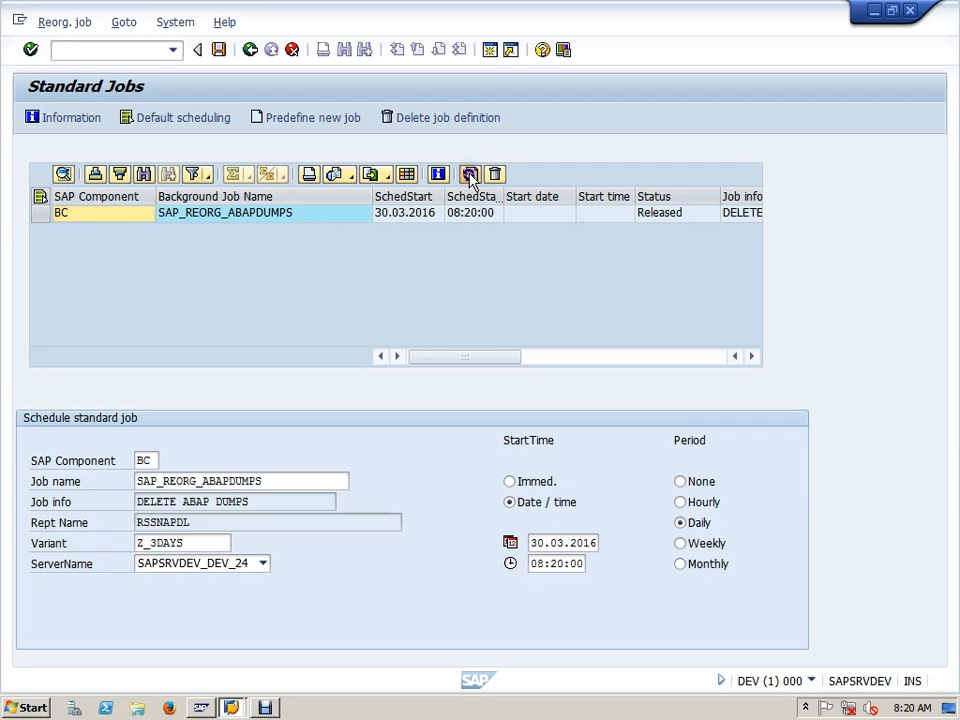 Reorg. job Goto System Help
Standard Jobs
Information Default scheduling Predefine new job Delete job definition
SAP Component Background Job Name SchedStart SchedSta... Start date Start time Status Job info
BC SAP_REORG_ABAPDUMPS 30.03.2016 08:20:00 Released DELETE
Schedule standard job
StartTime Period
SAP Component BC
Job name SAP_REORG_ABAPDUMPS Immed. None
Job info DELETE ABAP DUMPS Date / time Hourly
Rept Name RSSNAPDL Daily
Variant Z_3DAYS 30.03.2016 Weekly
ServerName SAPSRVDEV_DEV_24 08:20:00 Monthly
SAP DEV (1) 000 SAPSRVDEV INS
Start 8:20 AM